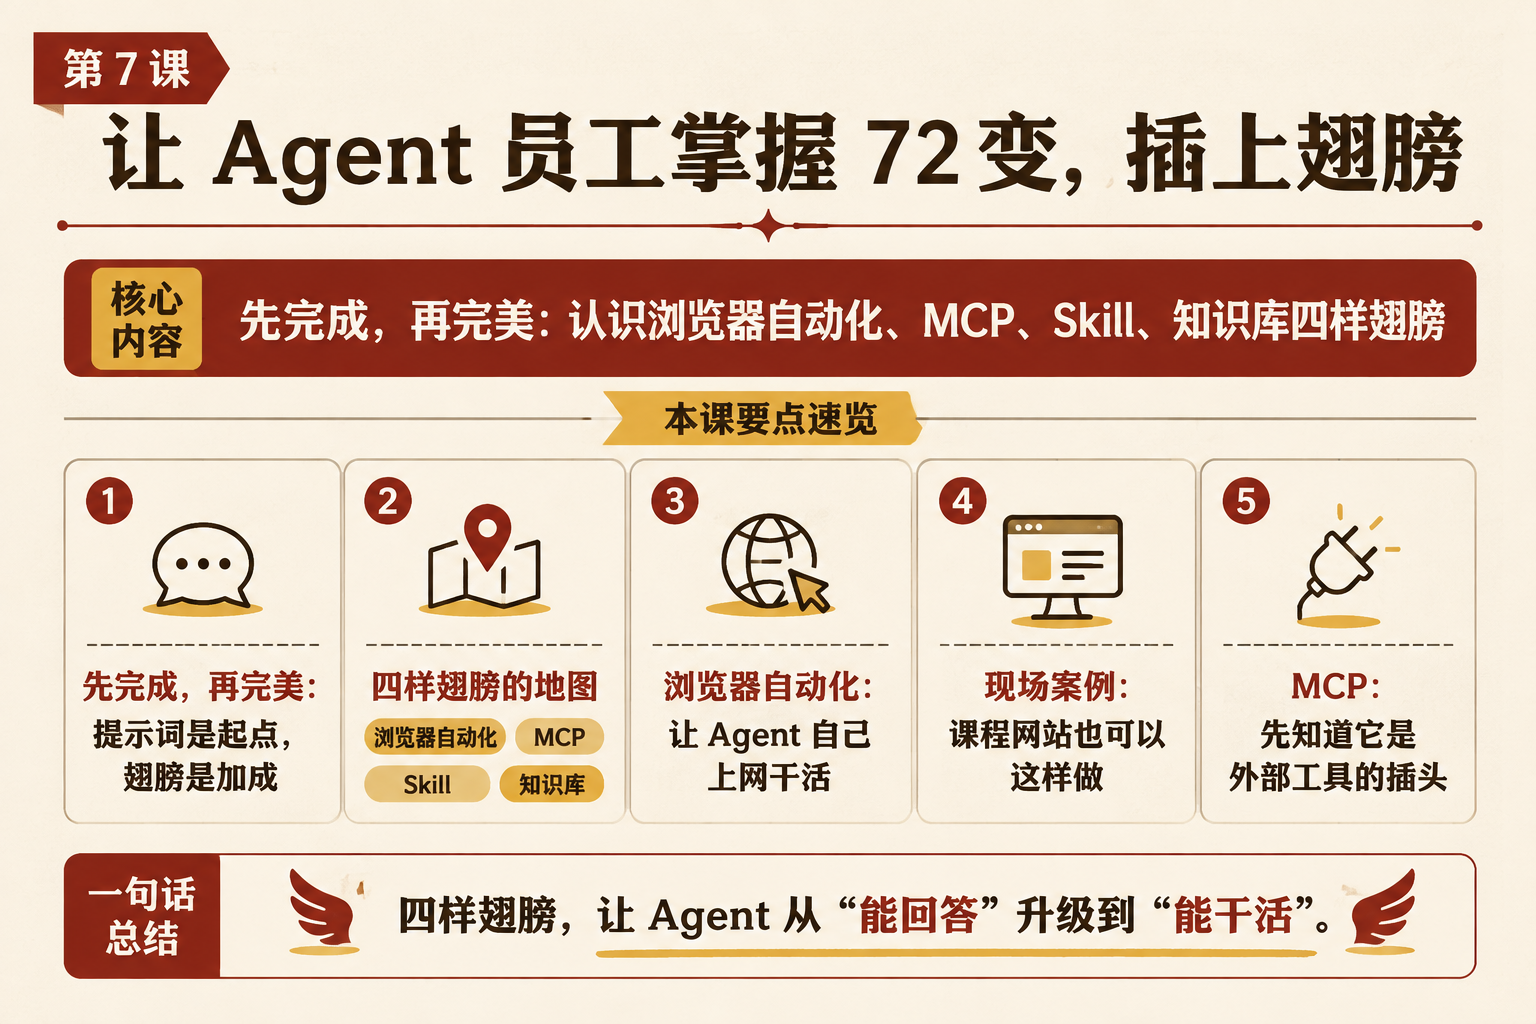 第 7 课
让 Agent 员工掌握 72变，插上翅膀
核心
内容
先完成，再完美：认识浏览器自动化、MCP、Skill、知识库四样翅膀
本课要点速览
1
先完成，再完美：
提示词是起点，
翅膀是加成
2
四样翅膀的地图
浏览器自动化
MCP
Skill
知识库
3
浏览器自动化：
让 Agent 自己
上网干活
4
现场案例：
课程网站也可以
这样做
5
MCP：
先知道它是
外部工具的插头
一句话
总结
四样翅膀，让 Agent 从“能回答”升级到“能干活”。